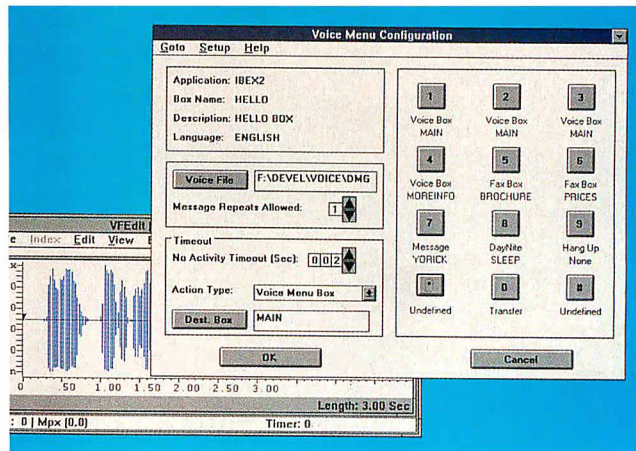 Voice Menu Configuration
Goto Setup Help
Application: IBEX2
Box Name: HELLO
Description: HELLO BOX
Language: ENGLISH
Voice File F:\DEVEL\VOICE\DMG
Message Repeats Allowed: 1
Timeout
No Activity Timeout (Sec): 002
Action Type: Voice Menu Box
Dest. Box MAIN
OK
1 2 3
Voice Box Voice Box Voice Box
MAIN MAIN MAIN
4 5 6
Voice Box Fax Box Fax Box
MOREINFO BROCHURE PRICES
7 8 9
Message DayNite Hang Up
YORICK SLEEP None
* 0 #
Undefined Transfer Undefined
Cancel
VFEdit
Index Edit View
0 .50 1.00 1.50 2.00 2.50 3.00
Length: 3.00 Sec
: 0 | Mpx (0,0) Timer: 0